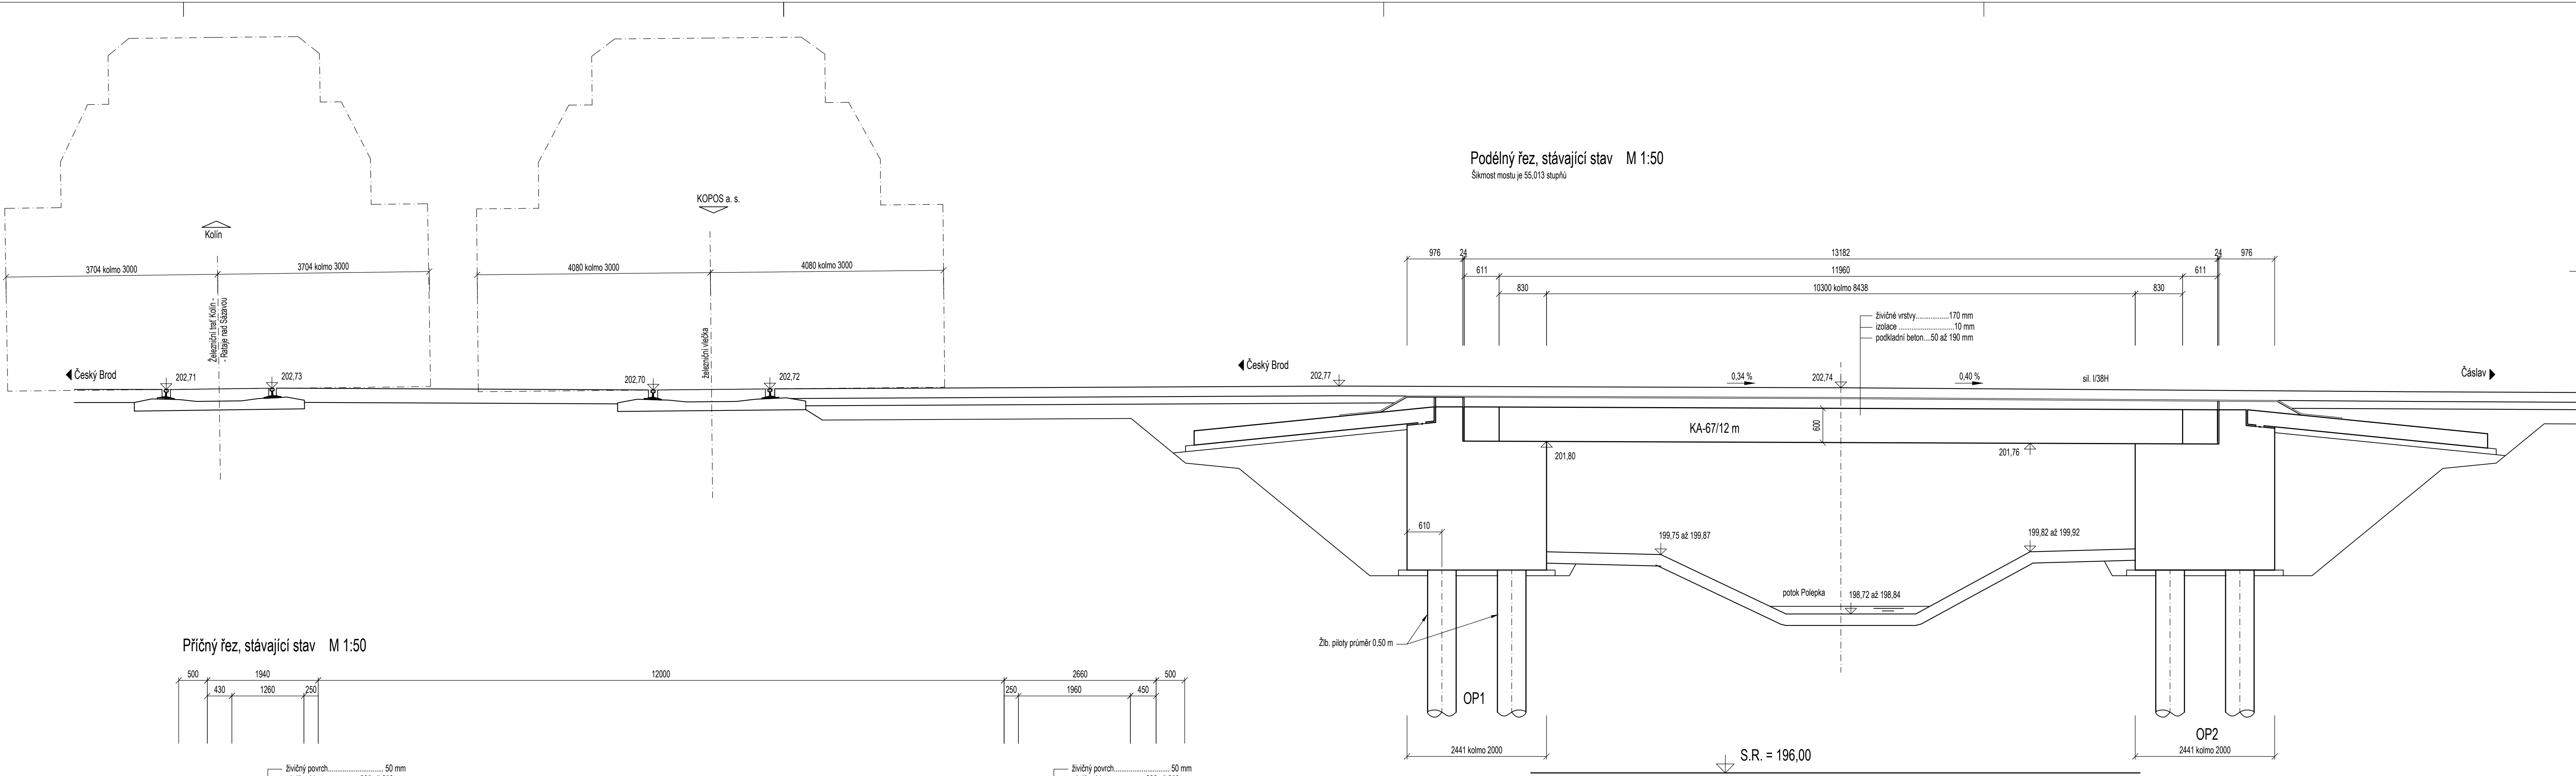 Podélný řez, stávající stav M 1:50
Šikmost mostu je 55,013 stupňů
KOPOS a. s.
Kolín
3704 kolmo 3000
3704 kolmo 3000
4080 kolmo 3000
4080 kolmo 3000
Železniční trať Kolín -
- Rataje nad Sázavou
železniční vlečka
976
24
13182
24
976
611
11960
611
830
10300 kolmo 8438
830
živičné vrstvy.................170 mm
izolace ............................10 mm
podkladní beton....50 až 190 mm
Český Brod
202,71
202,73
202,70
202,72
Český Brod
202,77
0,34 %
202,74
0,40 %
sil. I/38H
Čáslav
KA-67/12 m
600
201,80
201,76
610
199,75 až 199,87
199,82 až 199,92
potok Polepka
198,72 až 198,84
Žlb. piloty průměr 0,50 m
OP1
OP2
2441 kolmo 2000
2441 kolmo 2000
S.R. = 196,00
Příčný řez, stávající stav M 1:50
500
1940
12000
2660
500
430
1260
250
250
1960
450
živičný povrch............................ 50 mm
živičný povrch............................ 50 mm